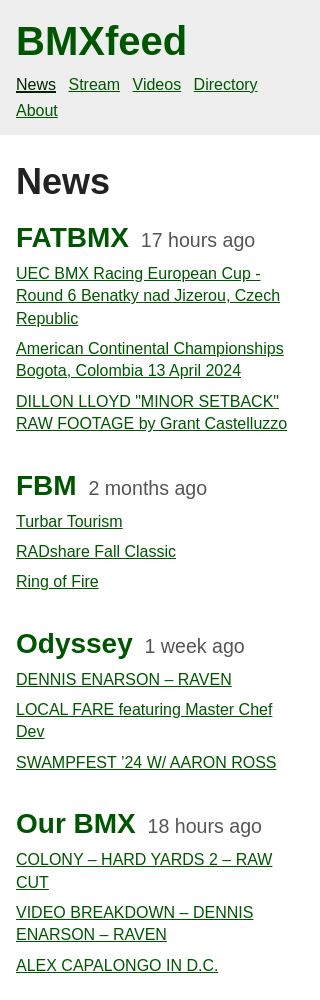 BMXfeed
News Stream Videos Directory
About
News
FATBMX 17 hours ago
UEC BMX Racing European Cup -
Round 6 Benatky nad Jizerou, Czech
Republic
American Continental Championships
Bogota, Colombia 13 April 2024
DILLON LLOYD "MINOR SETBACK"
RAW FOOTAGE by Grant Castelluzzo
FBM 2 months ago
Turbar Tourism
RADshare Fall Classic
Ring of Fire
Odyssey 1 week ago
DENNIS ENARSON – RAVEN
LOCAL FARE featuring Master Chef
Dev
SWAMPFEST ’24 W/ AARON ROSS
Our BMX 18 hours ago
COLONY – HARD YARDS 2 – RAW
CUT
VIDEO BREAKDOWN – DENNIS
ENARSON – RAVEN
ALEX CAPALONGO IN D.C.